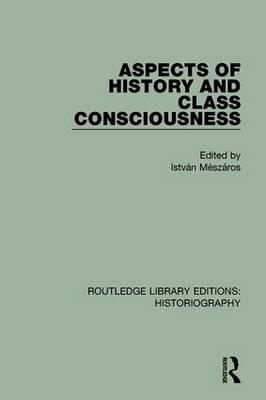 ASPECTS OF
HISTORY AND
CLASS
CONSCIOUSNESS
Edited by
István Mészáros
ROUTLEDGE LIBRARY EDITIONS:
HISTORIOGRAPHY
ROUTLEDGE